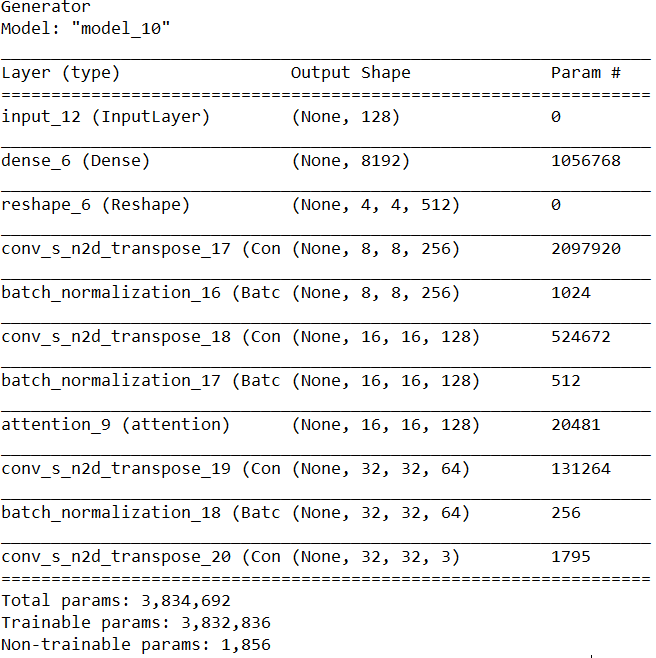 Generator
Model: "model_10"
_________________________________________________________________
Layer (type)                 Output Shape              Param #
=================================================================
input_12 (InputLayer)        (None, 128)               0
_________________________________________________________________
dense_6 (Dense)              (None, 8192)              1056768
_________________________________________________________________
reshape_6 (Reshape)          (None, 4, 4, 512)         0
_________________________________________________________________
conv_s_n2d_transpose_17 (Con (None, 8, 8, 256)         2097920
_________________________________________________________________
batch_normalization_16 (Batc (None, 8, 8, 256)         1024
_________________________________________________________________
conv_s_n2d_transpose_18 (Con (None, 16, 16, 128)       524672
_________________________________________________________________
batch_normalization_17 (Batc (None, 16, 16, 128)       512
_________________________________________________________________
attention_9 (attention)      (None, 16, 16, 128)       20481
_________________________________________________________________
conv_s_n2d_transpose_19 (Con (None, 32, 32, 64)        131264
_________________________________________________________________
batch_normalization_18 (Batc (None, 32, 32, 64)        256
_________________________________________________________________
conv_s_n2d_transpose_20 (Con (None, 32, 32, 3)         1795
=================================================================
Total params: 3,834,692
Trainable params: 3,832,836
Non-trainable params: 1,856